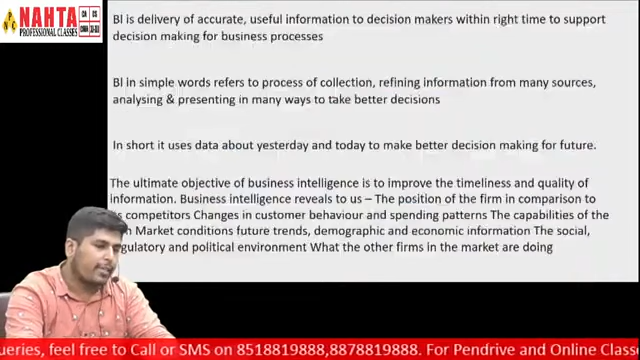 NAHTA
PROFESSIONAL CLASSES
CA
CS
CMA
XI-XII
BI is delivery of accurate, useful information to decision makers within right time to support
decision making for business processes
BI in simple words refers to process of collection, refining information from many sources,
analysing & presenting in many ways to take better decisions
In short it uses data about yesterday and today to make better decision making for future.
The ultimate objective of business intelligence is to improve the timeliness and quality of
information. Business intelligence reveals to us – The position of the firm in comparison to
competitors Changes in customer behaviour and spending patterns The capabilities of the
Market conditions future trends, demographic and economic information The social,
and political environment What the other firms in the market are doing
ueries, feel free to Call or SMS on 8518819888,8878819888. For Pendrive and Online Class